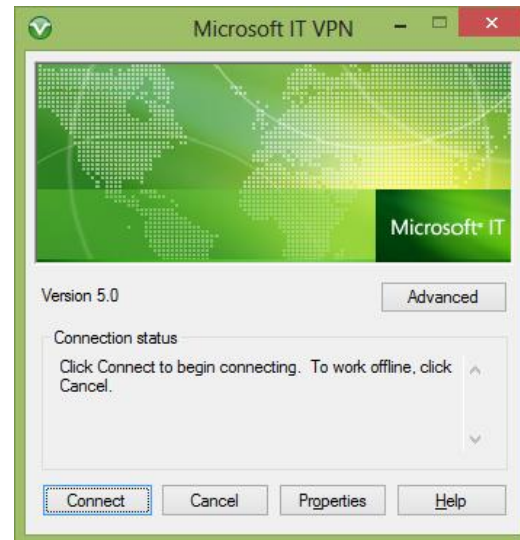 Microsoft IT VPN
Microsoft IT
Version 5.0
Advanced
Connection status
Click Connect to begin connecting. To work offline, click
Cancel.
Connect Cancel Properties Help